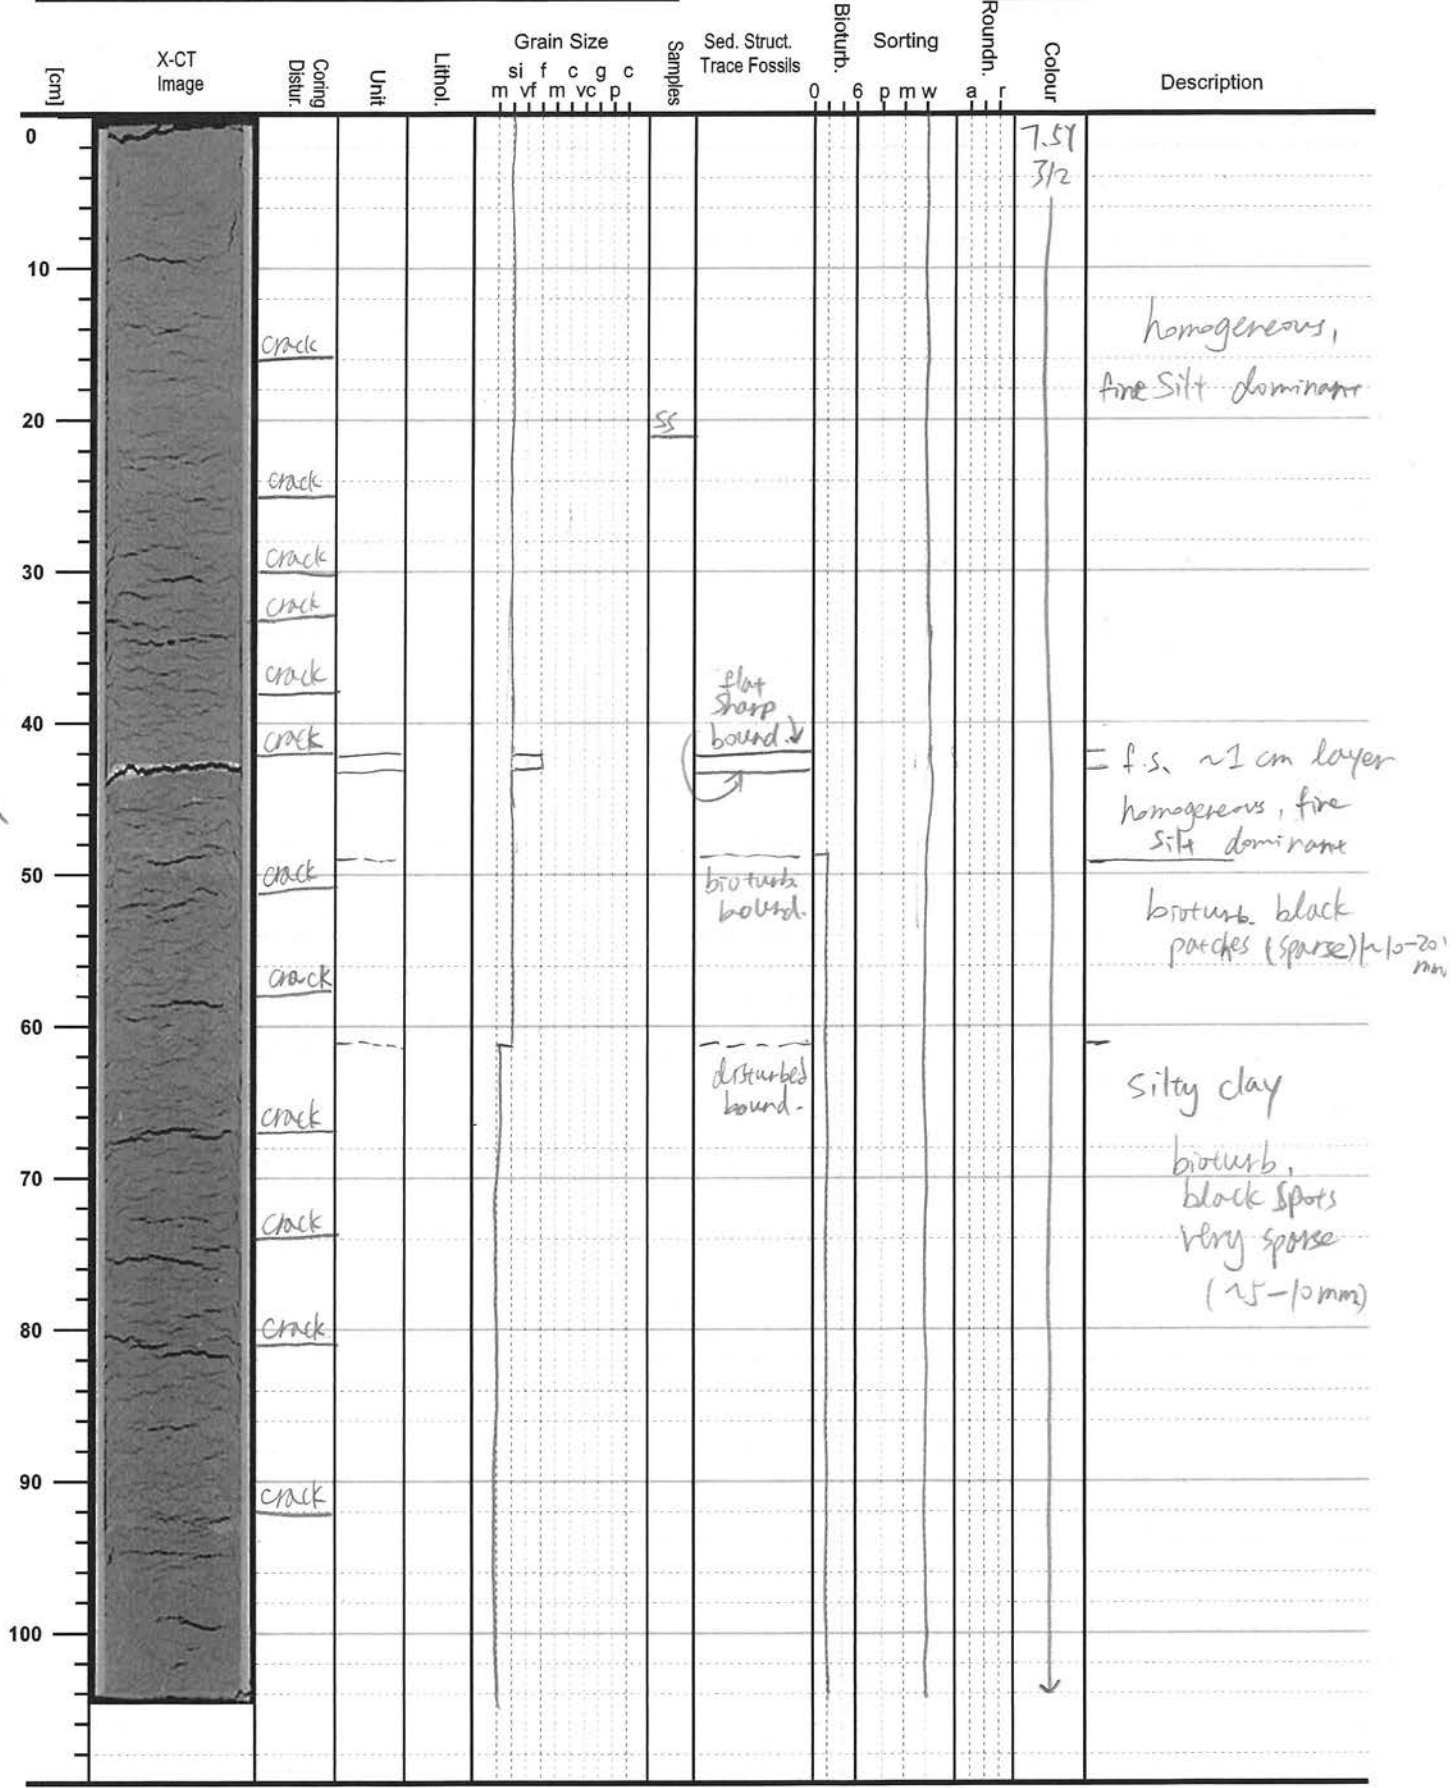 [cm]
X-CT
Image
Coring
Distur.
Unit
Lithol.
Grain Size
si f c g c
m vf m vc p
Samples
Sed. Struct.
Trace Fossils
Bioturb.
0 6
Sorting
p m w
Roundn.
a r
Colour
Description
0
7.5Y
3/2
10
homogeneous,
crack
fine Silt dominant
20
SS
crack
crack
30
crack
crack
flat
sharp
bound.
40
crack
f.s. ~1 cm layer
homogeneous, fine
silt dominant
50
crack
bioturb.
bound.
bioturb. black
patches (sparse) ~10-20
mm
crack
60
disturbed
bound.
silty clay
crack
bioturb,
70
black spots
crack
very sparse
(~5-10mm)
80
crack
90
crack
100